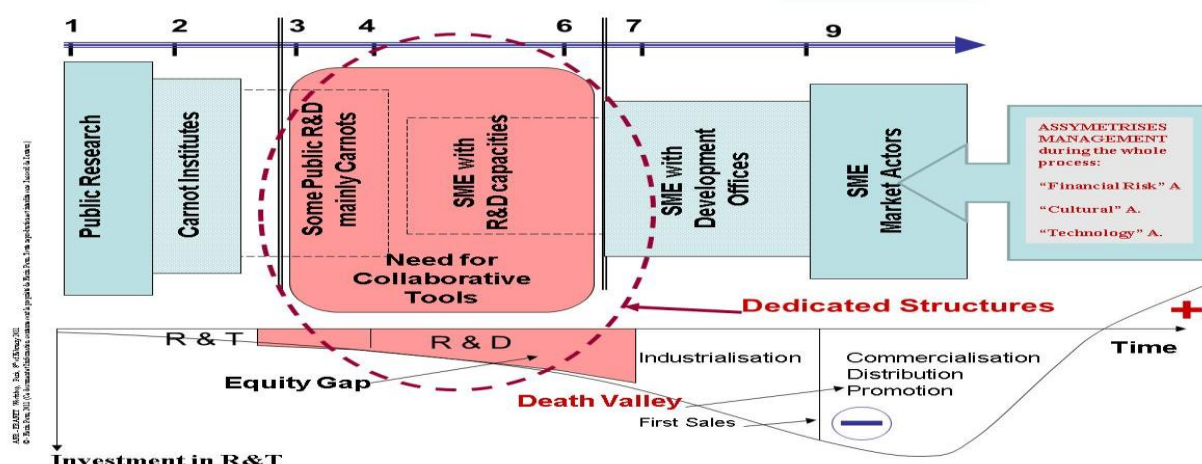 1 2 3 4 6 7 9
Public Research
Carnot Institutes
Some Public R&D
mainly Carnots
SME with
R&D capacities
Need for
Collaborative
Tools
SME with
Development
Offices
SME
Market Actors
ASSYMETRISES
MANAGEMENT
during the whole
process:
“Financial Risk” A
“Cultural” A.
“Technology” A.
Dedicated Structures
R & T
R & D
Equity Gap
Industrialisation
Commercialisation
Distribution
Promotion
Death Valley
First Sales
Time
+
Investment in R&T